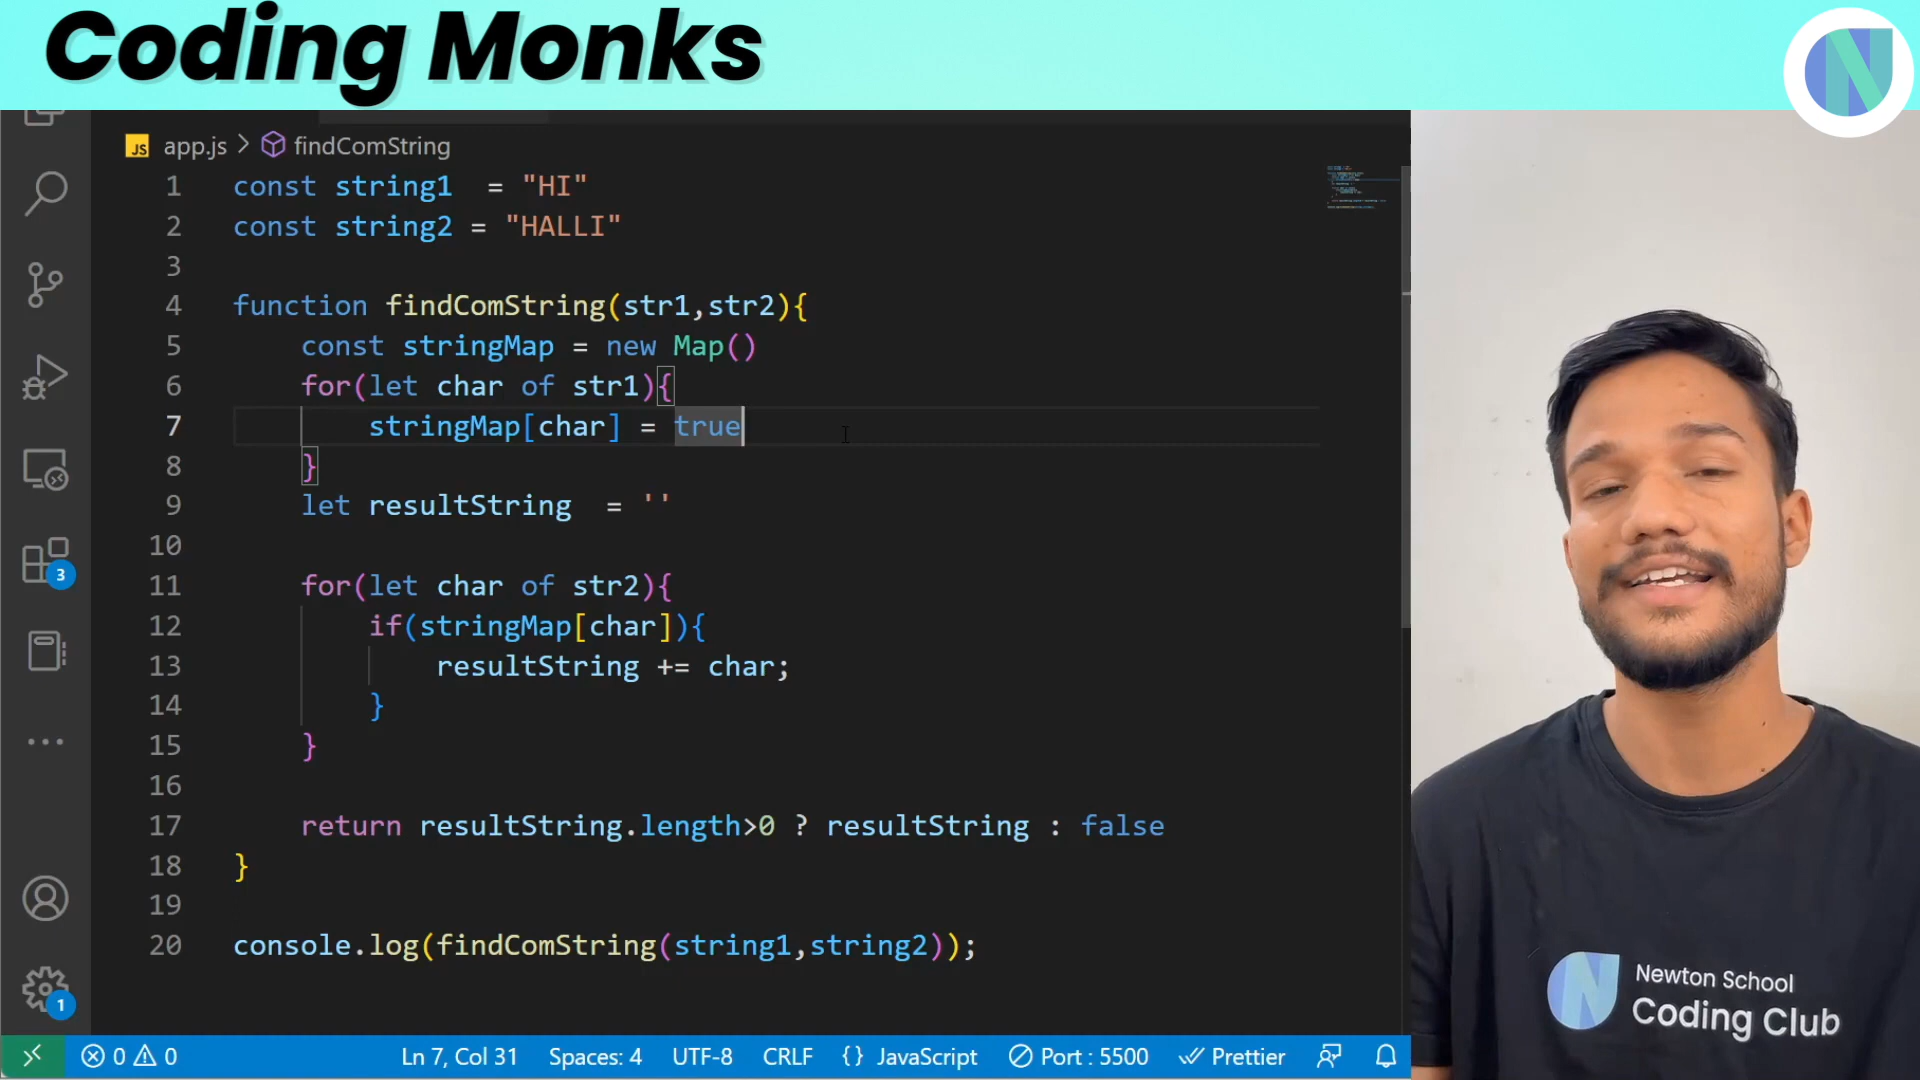 Coding Monks
JS app.js > findComString
1 const string1  = "HI"
2 const string2 = "HALLI"
3
4 function findComString(str1,str2){
5     const stringMap = new Map()
6     for(let char of str1){
7         stringMap[char] = true
8     }
9     let resultString  = ''
10
11     for(let char of str2){
12         if(stringMap[char]){
13             resultString += char;
14         }
15     }
16
17     return resultString.length>0 ? resultString : false
18 }
19
20 console.log(findComString(string1,string2));
3
1
0 0 Ln 7, Col 31 Spaces: 4 UTF-8 CRLF {} JavaScript Port : 5500 Prettier
Newton School
Coding Club